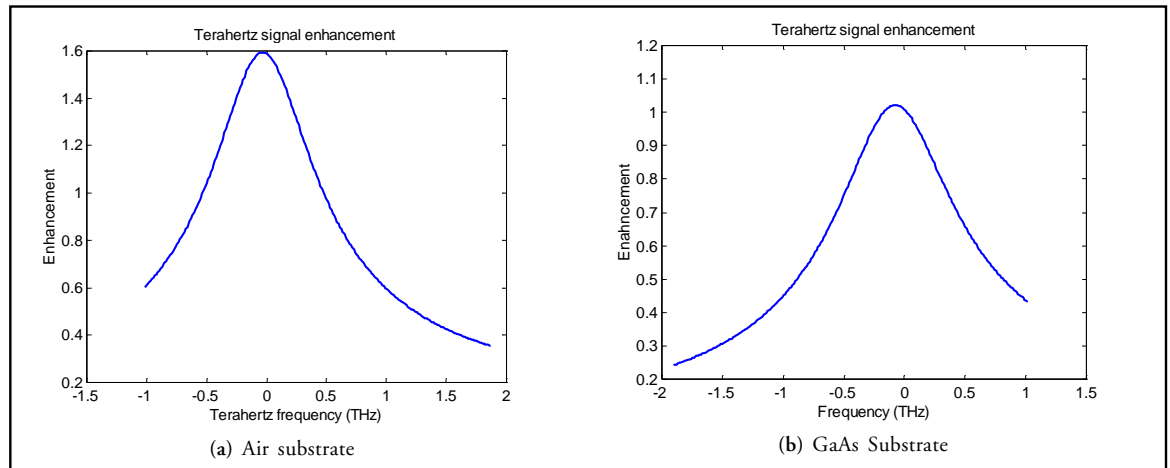 Terahertz signal enhancement
1.6
1.4
1.2
1
0.8
0.6
0.4
0.2
Enhancement
-1.5 -1 -0.5 0 0.5 1 1.5 2
Terahertz frequency (THz)
(a) Air substrate
Terahertz signal enhancement
1.2
1.1
1
0.9
0.8
0.7
0.6
0.5
0.4
0.3
0.2
Enahncement
-2 -1.5 -1 -0.5 0 0.5 1 1.5
Frequency (THz)
(b) GaAs Substrate